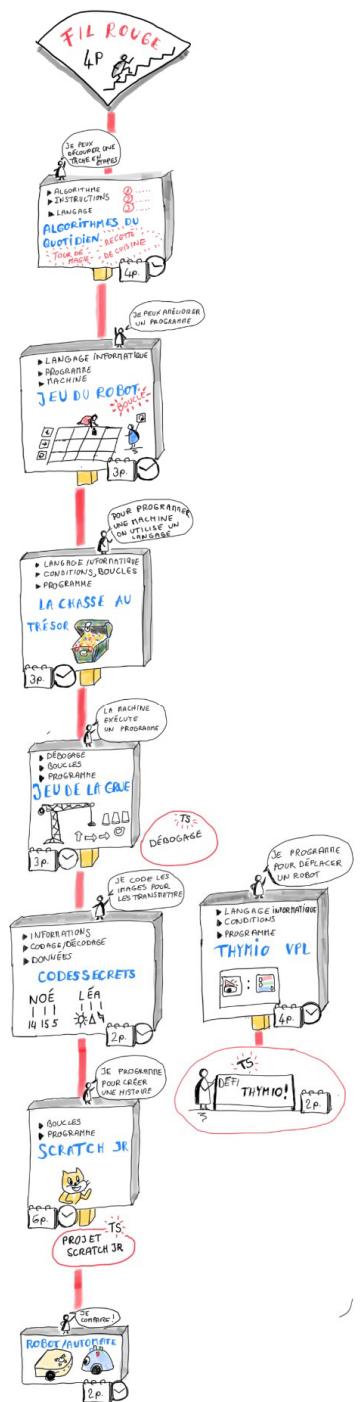 FIL ROUGE
4P
JE PEUX
DÉCOUPER UNE
TÂCHE EN
ÉTAPES
▶ ALGORITHME
▶ INSTRUCTIONS
▶ LANGAGE
1 .....
2 .....
3 .....
ALGORITHMES DU
QUOTIDIEN
TOUR DE
MAGIE
RECETTE
DE CUISINE
4p.
JE PEUX AMÉLIORER
UN PROGRAMME
▶ LANGAGE INFORMATIQUE
▶ PROGRAMME
▶ MACHINE
JEU DU ROBOT
BOUCLE
3p.
POUR PROGRAMMER
UNE MACHINE
ON UTILISE UN
LANGAGE
▶ LANGAGE INFORMATIQUE
▶ CONDITIONS, BOUCLES
▶ PROGRAMME
LA CHASSE AU
TRÉSOR
3p.
LA MACHINE
EXÉCUTE
UN PROGRAMME
▶ DÉBOGAGE
▶ BOUCLES
▶ PROGRAMME
JEU DE LA GRUE
3p.
TS
DÉBOGAGE
JE CODE LES
IMAGES POUR
LES TRANSMETTRE
▶ INFORMATIONS
▶ CODAGE/DÉCODAGE
▶ DONNÉES
CODES SECRETS
NOÉ LÉA
14 15 5
2p.
JE PROGRAMME
POUR DÉPLACER
UN ROBOT
▶ LANGAGE INFORMATIQUE
▶ CONDITIONS
▶ PROGRAMME
THYMIO VPL
4p.
TS
DÉFI
THYMIO!
2p.
JE PROGRAMME
POUR CRÉER
UNE HISTOIRE
▶ BOUCLES
▶ PROGRAMME
SCRATCH JR
6p.
TS
PROJET
SCRATCH JR
JE
COMPARE!
ROBOT/AUTOMATE
2p.